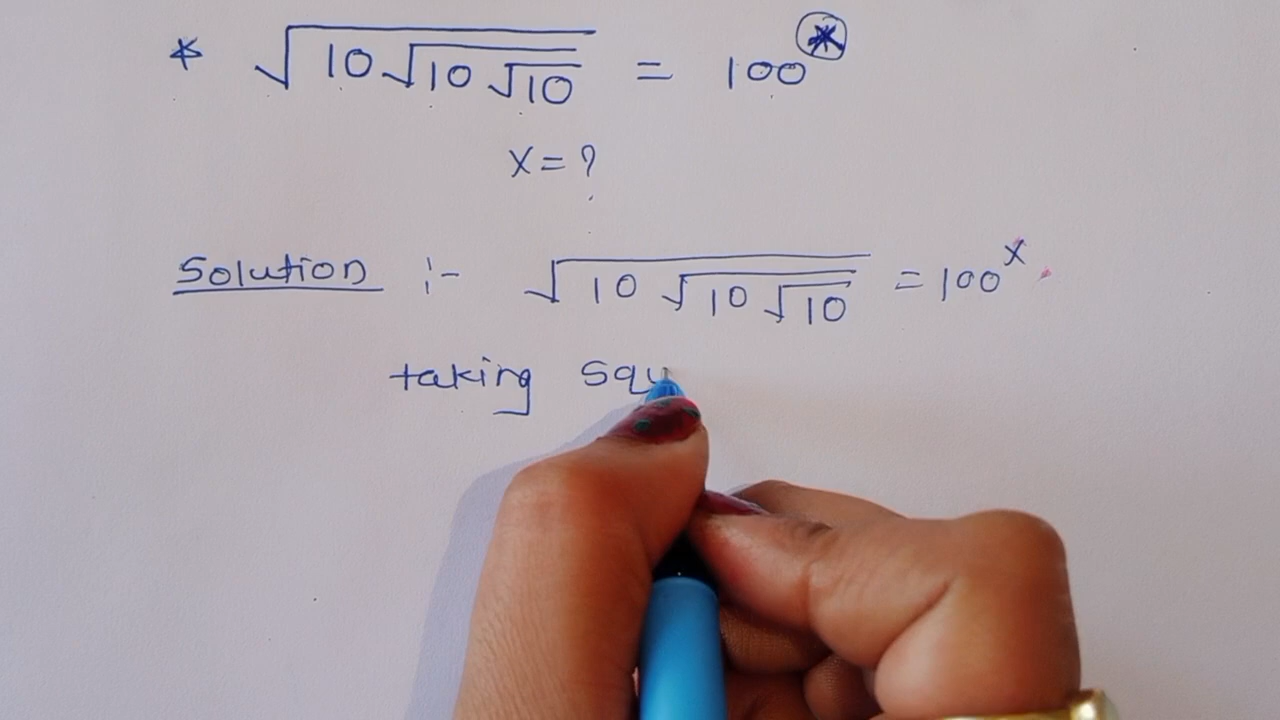 * √(10√(10√10)) = 100^x
x = ?
Solution :- √(10√(10√10)) = 100^x
taking squ